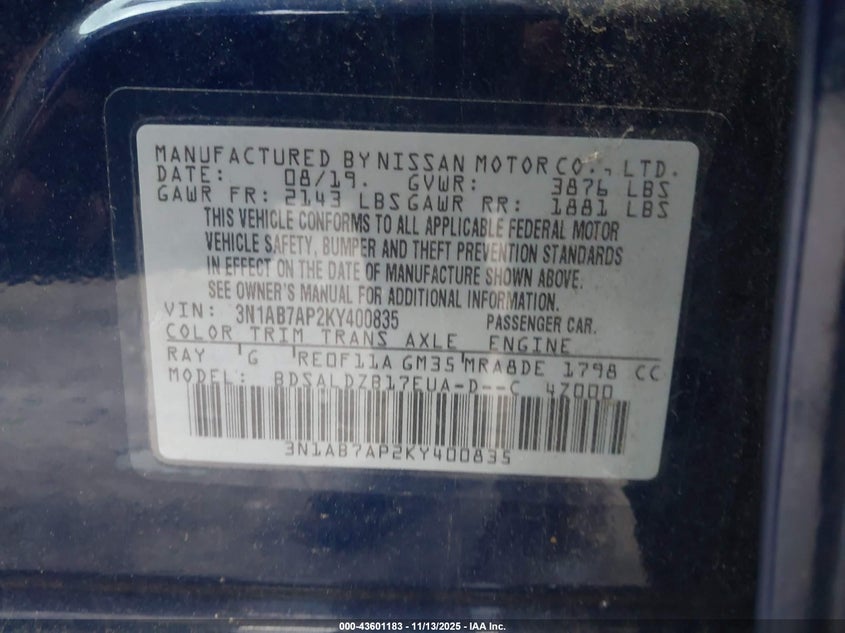 MANUFACTURED BY NISSAN MOTOR CO., LTD.
DATE: 08/19. GVWR: 3876 LBS
GAWR FR: 2143 LBS GAWR RR: 1881 LBS
THIS VEHICLE CONFORMS TO ALL APPLICABLE FEDERAL MOTOR
VEHICLE SAFETY, BUMPER AND THEFT PREVENTION STANDARDS
IN EFFECT ON THE DATE OF MANUFACTURE SHOWN ABOVE.
SEE OWNER'S MANUAL FOR ADDITIONAL INFORMATION.
VIN: 3N1AB7AP2KY400835 PASSENGER CAR.
COLOR TRIM TRANS AXLE ENGINE
RAY G RE0F11A GM35 MRA8DE 1798 CC
MODEL: BDSALDZB17EUA-D--C 4Z000
3N1AB7AP2KY400835
000-43601183 - 11/13/2025 - IAA Inc.